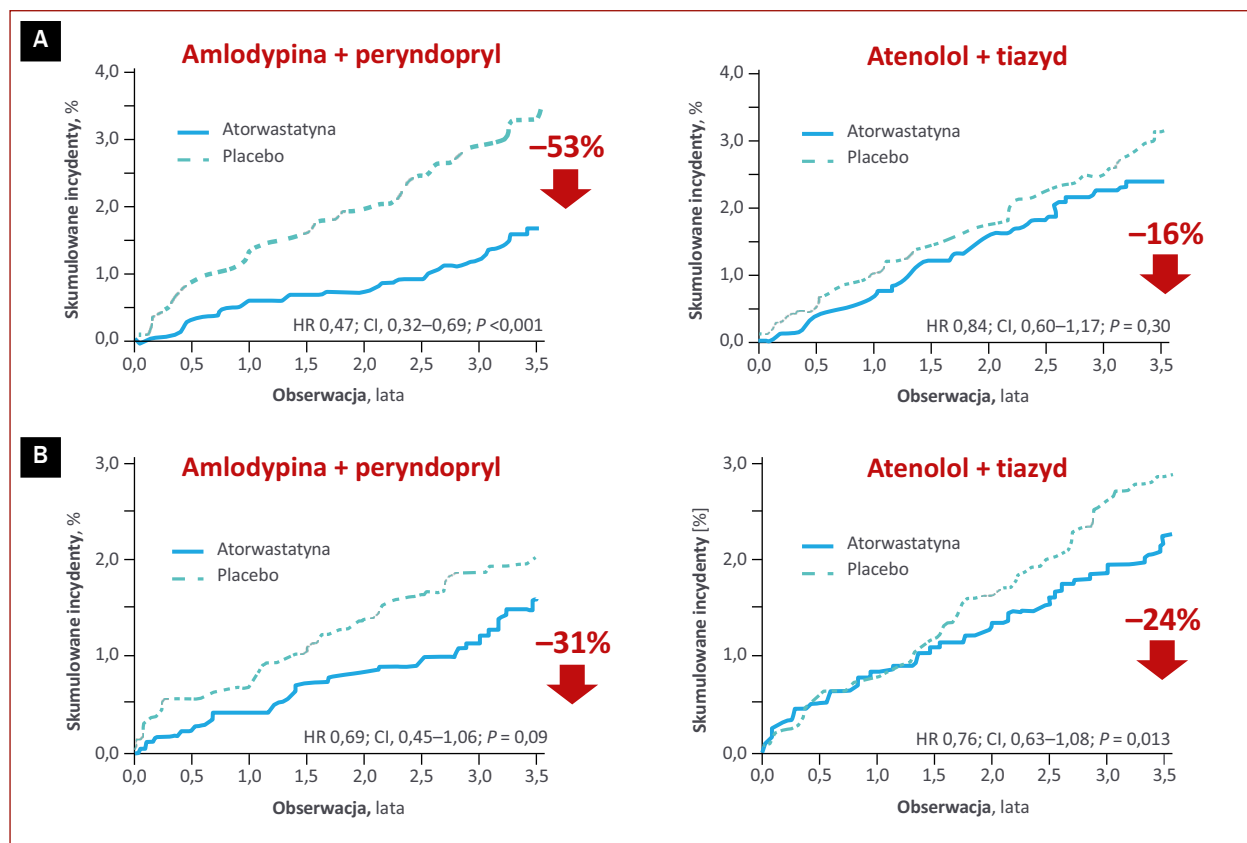 A
Amlodypina + peryndopryl
4,0
3,0
2,0
1,0
0,0
Skumulowane incydenty, %
Atorwastatyna
Placebo
–53%
HR 0,47; CI, 0,32–0,69; P <0,001
0,0 0,5 1,0 1,5 2,0 2,5 3,0 3,5
Obserwacja, lata
Atenolol + tiazyd
4,0
3,0
2,0
1,0
0,0
Skumulowane incydenty, %
Atorwastatyna
Placebo
–16%
HR 0,84; CI, 0,60–1,17; P = 0,30
0,0 0,5 1,0 1,5 2,0 2,5 3,0 3,5
Obserwacja, lata
B
Amlodypina + peryndopryl
3,0
2,0
1,0
0,0
Skumulowane incydenty, %
Atorwastatyna
Placebo
–31%
HR 0,69; CI, 0,45–1,06; P = 0,09
0,0 0,5 1,0 1,5 2,0 2,5 3,0 3,5
Obserwacja, lata
Atenolol + tiazyd
3,0
2,0
1,0
0,0
Skumulowane incydenty [%]
Atorwastatyna
Placebo
–24%
HR 0,76; CI, 0,63–1,08; P = 0,013
0,0 0,5 1,0 1,5 2,0 2,5 3,0 3,5
Obserwacja, lata